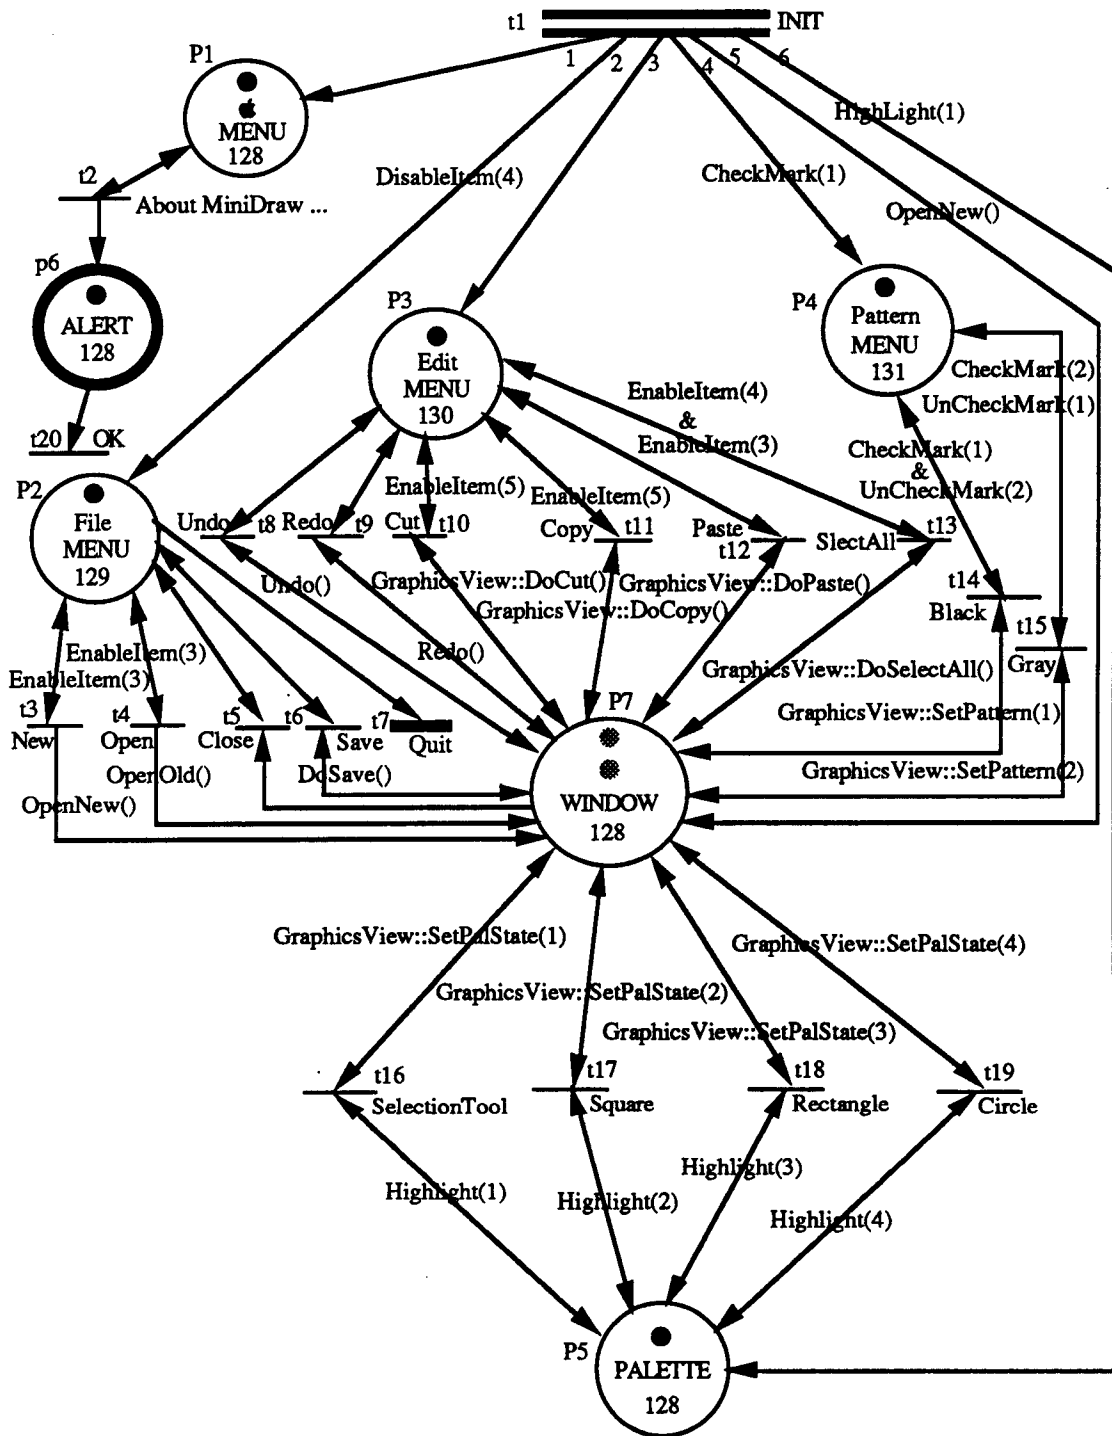 t1
INIT
1
2
3
4
5
6
P1
MENU
128
HighLight(1)
t2
DisableItem(4)
CheckMark(1)
About MiniDraw ...
OpenNew()
p6
ALERT
128
P3
Edit
MENU
130
P4
Pattern
MENU
131
CheckMark(2)
UnCheckMark(1)
EnableItem(4)
&
EnableItem(3)
t20
OK
CheckMark(1)
&
UnCheckMark(2)
P2
File
MENU
129
EnableItem(5)
EnableItem(5)
Undo
t8
Redo
t9
Cut
t10
Copy
t11
Paste
t12
SlectAll
t13
Undo()
GraphicsView::DoCut()
GraphicsView::DoPaste()
GraphicsView::DoCopy()
t14
Black
t15
Gray
Redo()
GraphicsView::DoSelectAll()
EnableItem(3)
EnableItem(3)
t3
New
t4
Open
t5
Close
t6
Save
t7
Quit
P7
WINDOW
128
GraphicsView::SetPattern(1)
GraphicsView::SetPattern(2)
OpenOld()
DoSave()
OpenNew()
GraphicsView::SetPalState(1)
GraphicsView::SetPalState(4)
GraphicsView::SetPalState(2)
GraphicsView::SetPalState(3)
t16
SelectionTool
t17
Square
t18
Rectangle
t19
Circle
Highlight(1)
Highlight(2)
Highlight(3)
Highlight(4)
P5
PALETTE
128